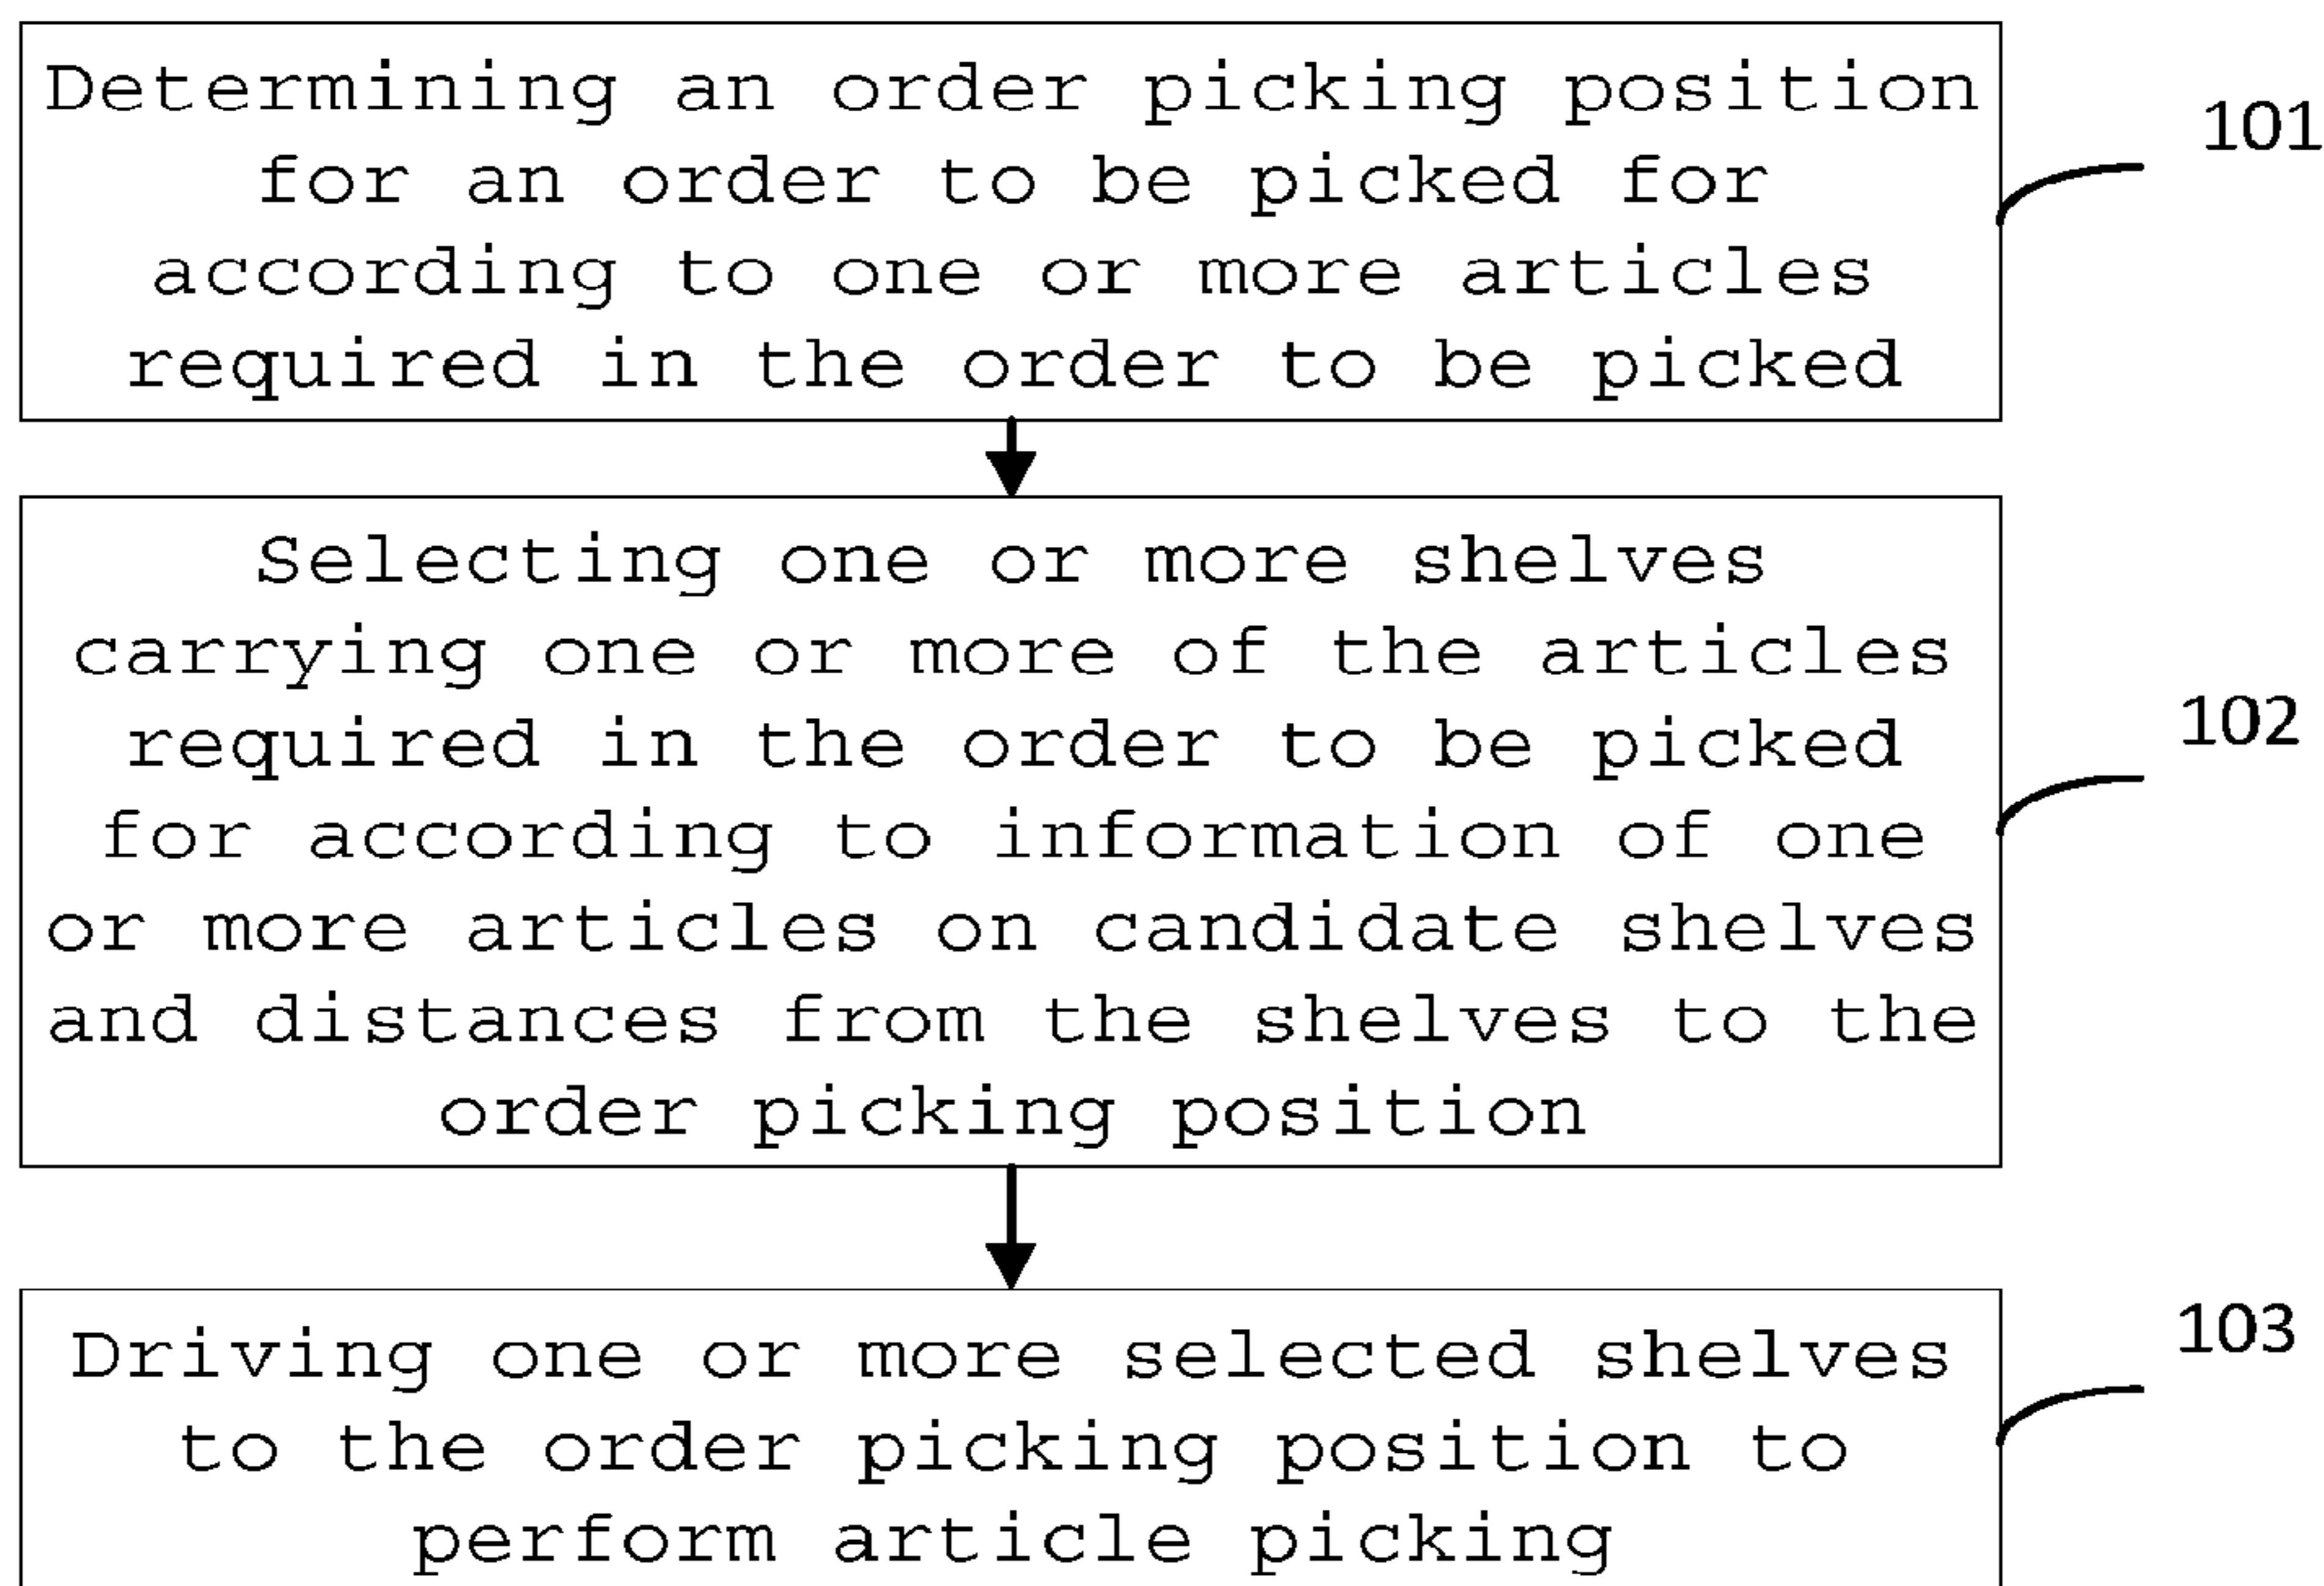 Determining an order picking position
for an order to be picked for
according to one or more articles
required in the order to be picked
101
Selecting one or more shelves
carrying one or more of the articles
required in the order to be picked
for according to information of one
or more articles on candidate shelves
and distances from the shelves to the
order picking position
102
Driving one or more selected shelves
to the order picking position to
perform article picking
103